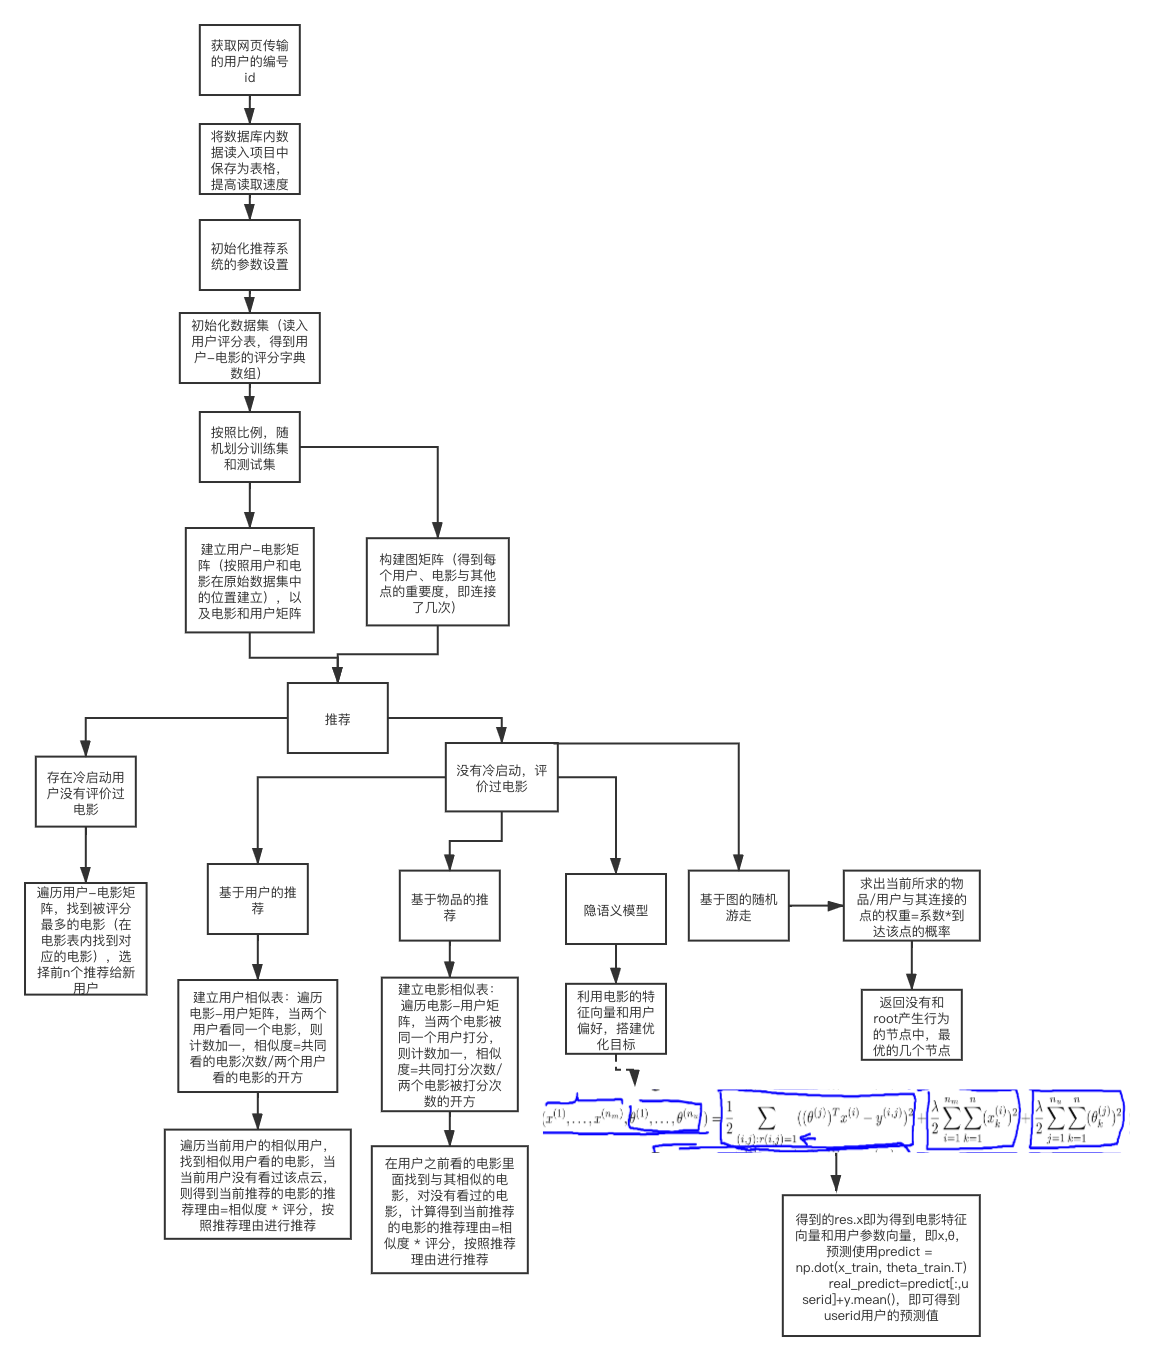 获取网页传输
的用户的编号
id
将数据库内数
据读入项目中
保存为表格，
提高读取速度
初始化推荐系
统的参数设置
初始化数据集（读入
用户评分表，得到用
户-电影的评分字典
数组）
按照比例，随
机划分训练集
和测试集
建立用户-电影矩
阵（按照用户和电
影在原始数据集中
的位置建立），以
及电影和用户矩阵
构建图矩阵（得到每
个用户、电影与其他
点的重要度，即连接
了几次）
推荐
存在冷启动用
户没有评价过
电影
没有冷启动，评
价过电影
遍历用户-电影矩
阵，找到被评分
最多的电影（在
电影表内找到对
应的电影），选
择前n个推荐给新
用户
基于用户的推
荐
基于物品的推
荐
隐语义模型
基于图的随机
游走
求出当前所求的物
品/用户与其连接的
点的权重=系数*到
达该点的概率
建立用户相似表：遍历
电影-用户矩阵，当两个
用户看同一个电影，则
计数加一，相似度=共同
看的电影次数/两个用户
看的电影的开方
建立电影相似表：
遍历电影-用户矩
阵，当两个电影被
同一个用户打分，
则计数加一，相似
度=共同打分次数/
两个电影被打分次
数的开方
利用电影的特
征向量和用户
偏好，搭建优
化目标
返回没有和
root产生行为
的节点中，最
优的几个节点
(x^{(1)},...,x^{(n_m)},θ^{(1)},...,θ^{(n_u)}) = \frac{1}{2} \sum_{(i,j):r(i,j)=1} ((θ^{(j)})^T x^{(i)} − y^{(i,j)})^2 + \frac{λ}{2} \sum_{i=1}^{n_m} \sum_{k=1}^{n} (x_k^{(i)})^2 + \frac{λ}{2} \sum_{j=1}^{n_u} \sum_{k=1}^{n} (θ_k^{(j)})^2
遍历当前用户的相似用户，
找到相似用户看的电影，当
当前用户没有看过该点云，
则得到当前推荐的电影的推
荐理由=相似度 * 评分，按
照推荐理由进行推荐
在用户之前看的电影里
面找到与其相似的电
影，对没有看过的电
影，计算得到当前推荐
的电影的推荐理由=相
似度 * 评分，按照推荐
理由进行推荐
得到的res.x即为得到电影特征
向量和用户参数向量，即x,θ，
预测使用predict =
np.dot(x_train, theta_train.T)
real_predict=predict[:,u
serid]+y.mean()，即可得到
userid用户的预测值